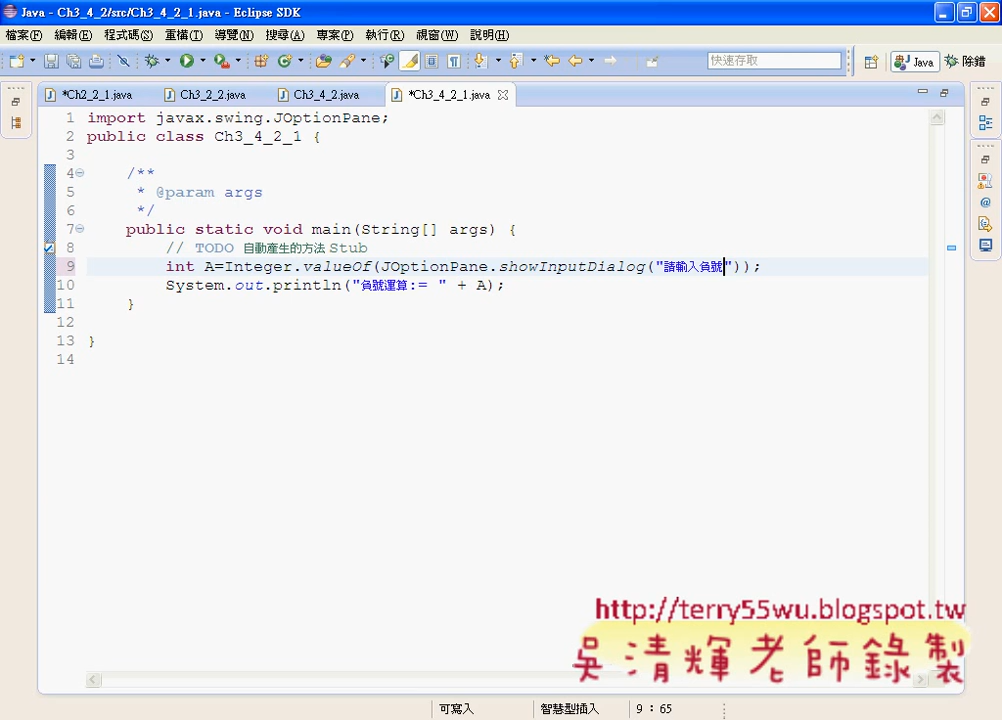 Java - Ch3_4_2/src/Ch3_4_2_1.java - Eclipse SDK
檔案(F) 編輯(E) 程式碼(S) 重構(T) 導覽(N) 搜尋(A) 專案(P) 執行(R) 視窗(W) 說明(H)
快速存取 Java 除錯
*Ch2_2_1.java Ch3_2_2.java Ch3_4_2.java *Ch3_4_2_1.java
1 import javax.swing.JOptionPane;
2 public class Ch3_4_2_1 {
3
4 /**
5 * @param args
6 */
7 public static void main(String[] args) {
8 // TODO 自動產生的方法 Stub
9 int A=Integer.valueOf(JOptionPane.showInputDialog("請輸入負號"));
10 System.out.println("負號運算:= " + A);
11 }
12
13 }
14
http://terry55wu.blogspot.tw
吳清輝老師錄製
可寫入 智慧型插入 9 : 65